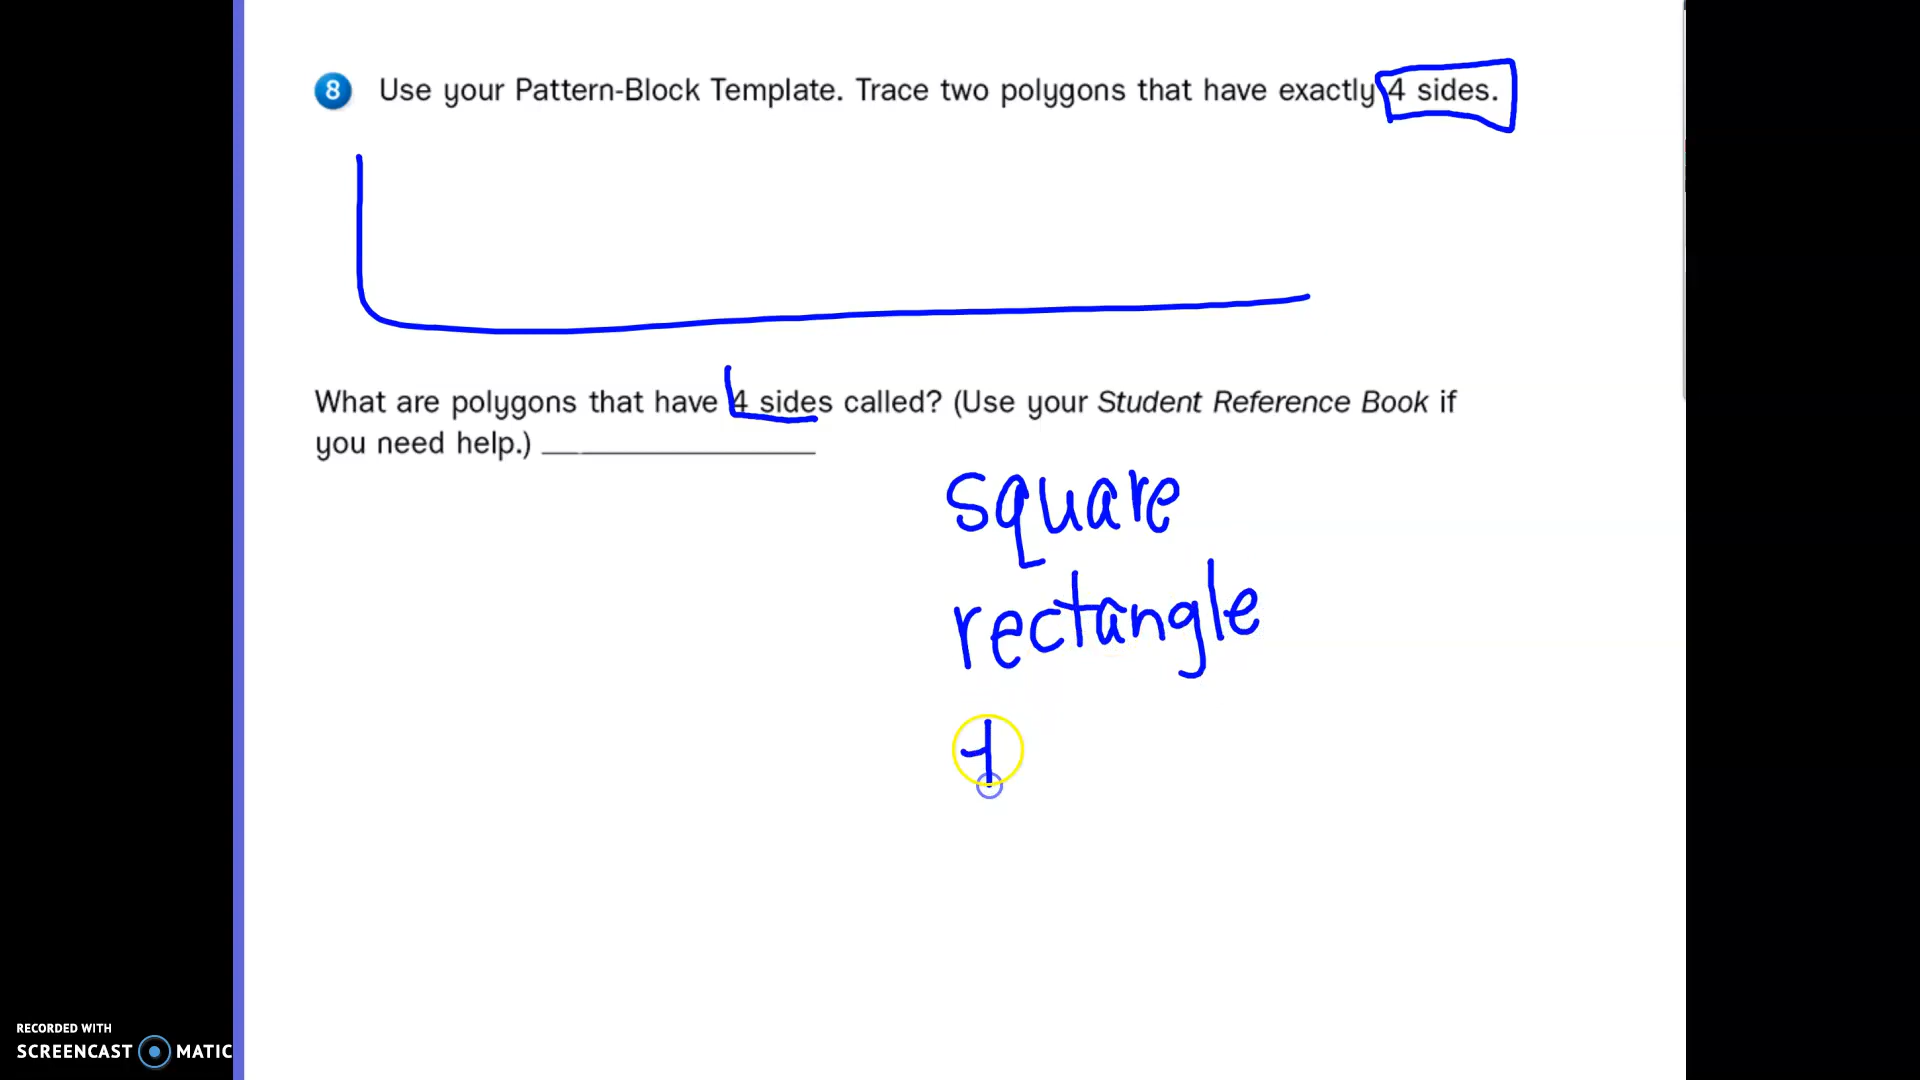 8 Use your Pattern-Block Template. Trace two polygons that have exactly 4 sides.
What are polygons that have 4 sides called? (Use your Student Reference Book if
you need help.) ____________
square
rectangle
RECORDED WITH
SCREENCAST MATIC